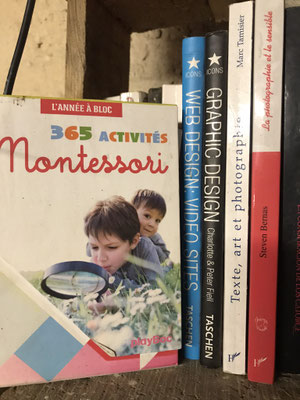 L'ANNÉE À BLOC
365 ACTIVITÉS
Montessori
playBac
ICONS
WEB DESIGN: VIDEO SITES
TASCHEN
ICONS
GRAPHIC DESIGN
Charlotte & Peter Fiell
TASCHEN
Marc Tamisier
Texte, art et photographie
La photographie et le sensible
Steven Bernas